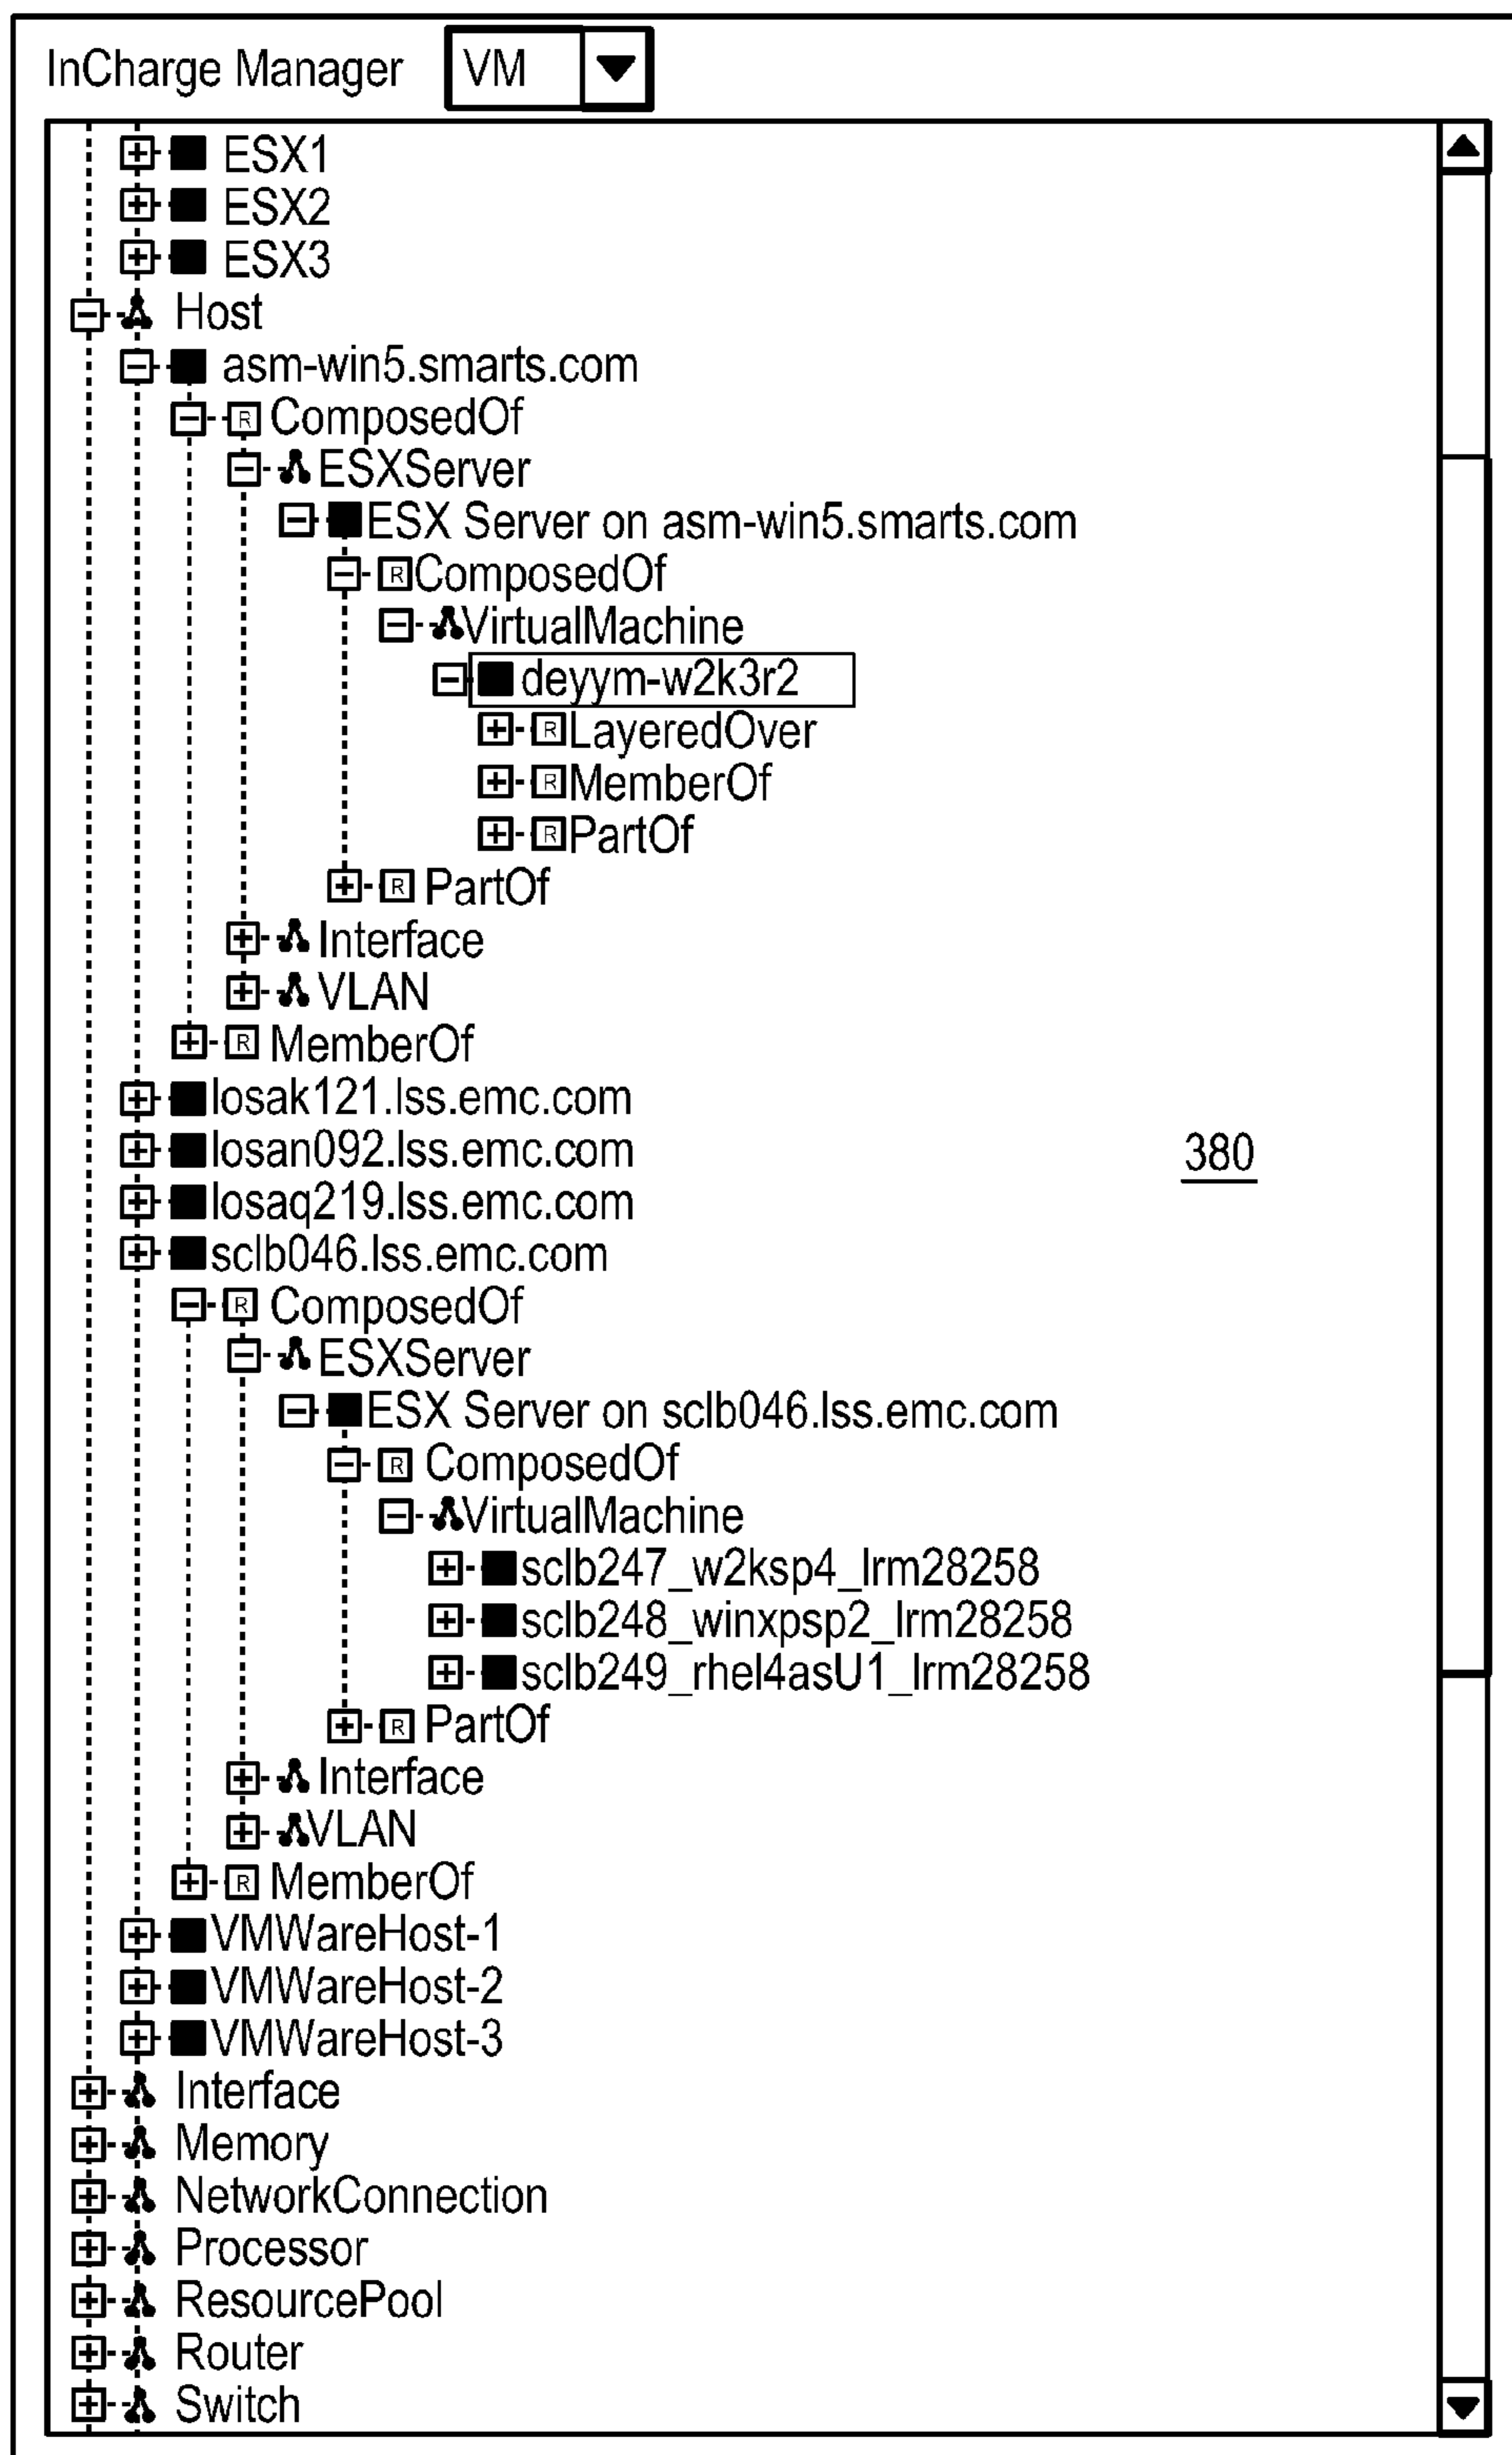 InCharge Manager VM
ESX1
ESX2
ESX3
Host
asm-win5.smarts.com
R ComposedOf
ESXServer
ESX Server on asm-win5.smarts.com
R ComposedOf
VirtualMachine
deyym-w2k3r2
R LayeredOver
R MemberOf
R PartOf
R PartOf
Interface
VLAN
R MemberOf
losak121.lss.emc.com
losan092.lss.emc.com
380
losaq219.lss.emc.com
sclb046.lss.emc.com
R ComposedOf
ESXServer
ESX Server on sclb046.lss.emc.com
R ComposedOf
VirtualMachine
sclb247_w2ksp4_lrm28258
sclb248_winxpsp2_lrm28258
sclb249_rhel4asU1_lrm28258
R PartOf
Interface
VLAN
R MemberOf
VMWareHost-1
VMWareHost-2
VMWareHost-3
Interface
Memory
NetworkConnection
Processor
ResourcePool
Router
Switch